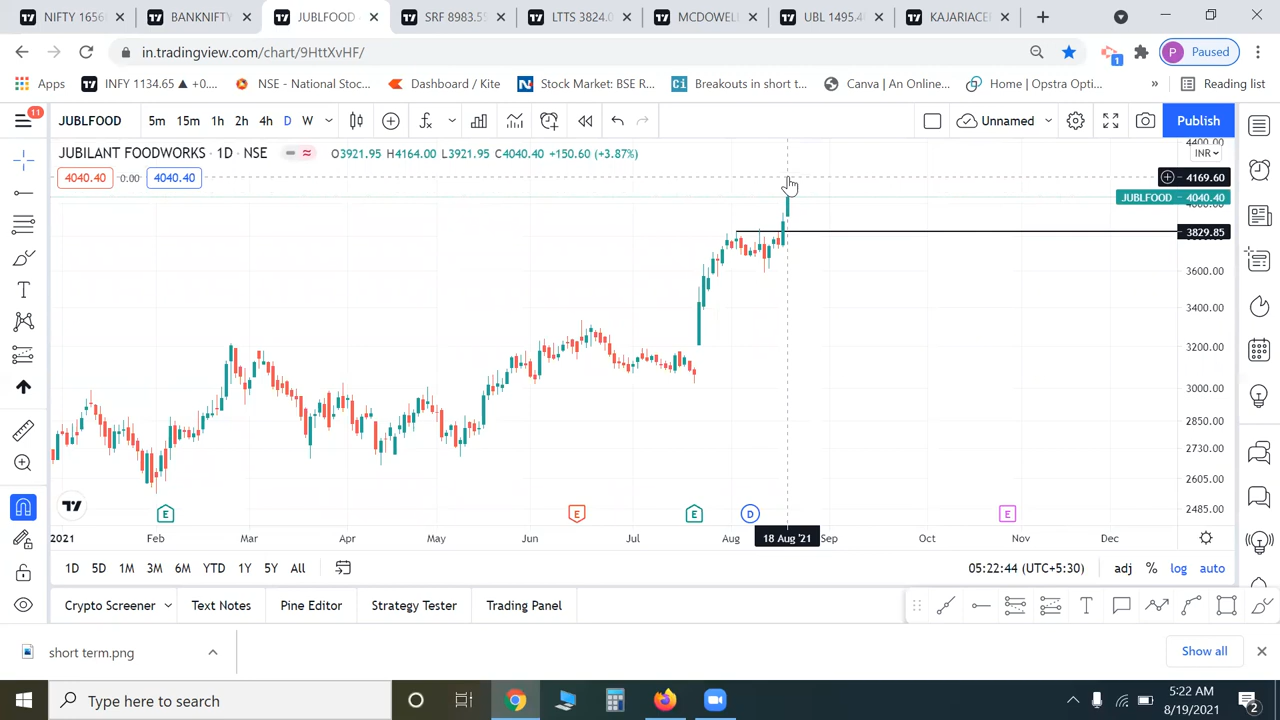 NIFTY 1656
BANKNIFTY
JUBLFOOD
SRF 8983.5
LTTS 3824.0
MCDOWEL
UBL 1495.4
KAJARIACE
in.tradingview.com/chart/9HttXvHF/
P Paused
Apps
INFY 1134.65 ▲ +0....
NSE - National Stoc...
Dashboard / Kite
Stock Market: BSE R...
Breakouts in short t...
Canva | An Online...
Home | Opstra Opti...
»
Reading list
11
JUBLFOOD
5m 15m 1h 2h 4h D W
Unnamed
Publish
JUBILANT FOODWORKS · 1D · NSE
O3921.95 H4164.00 L3921.95 C4040.40 +150.60 (+3.87%)
4040.40 0.00 4040.40
4400.00
INR
4169.60
JUBLFOOD 4040.40
4000.00
3829.85
3600.00
3400.00
3200.00
3000.00
2850.00
2730.00
2605.00
2485.00
E E E D E
2021 Feb Mar Apr May Jun Jul Aug 18 Aug '21 Sep Oct Nov Dec
1D 5D 1M 3M 6M YTD 1Y 5Y All
05:22:44 (UTC+5:30)
adj % log auto
Crypto Screener
Text Notes
Pine Editor
Strategy Tester
Trading Panel
short term.png
Show all
Type here to search
5:22 AM
8/19/2021
2